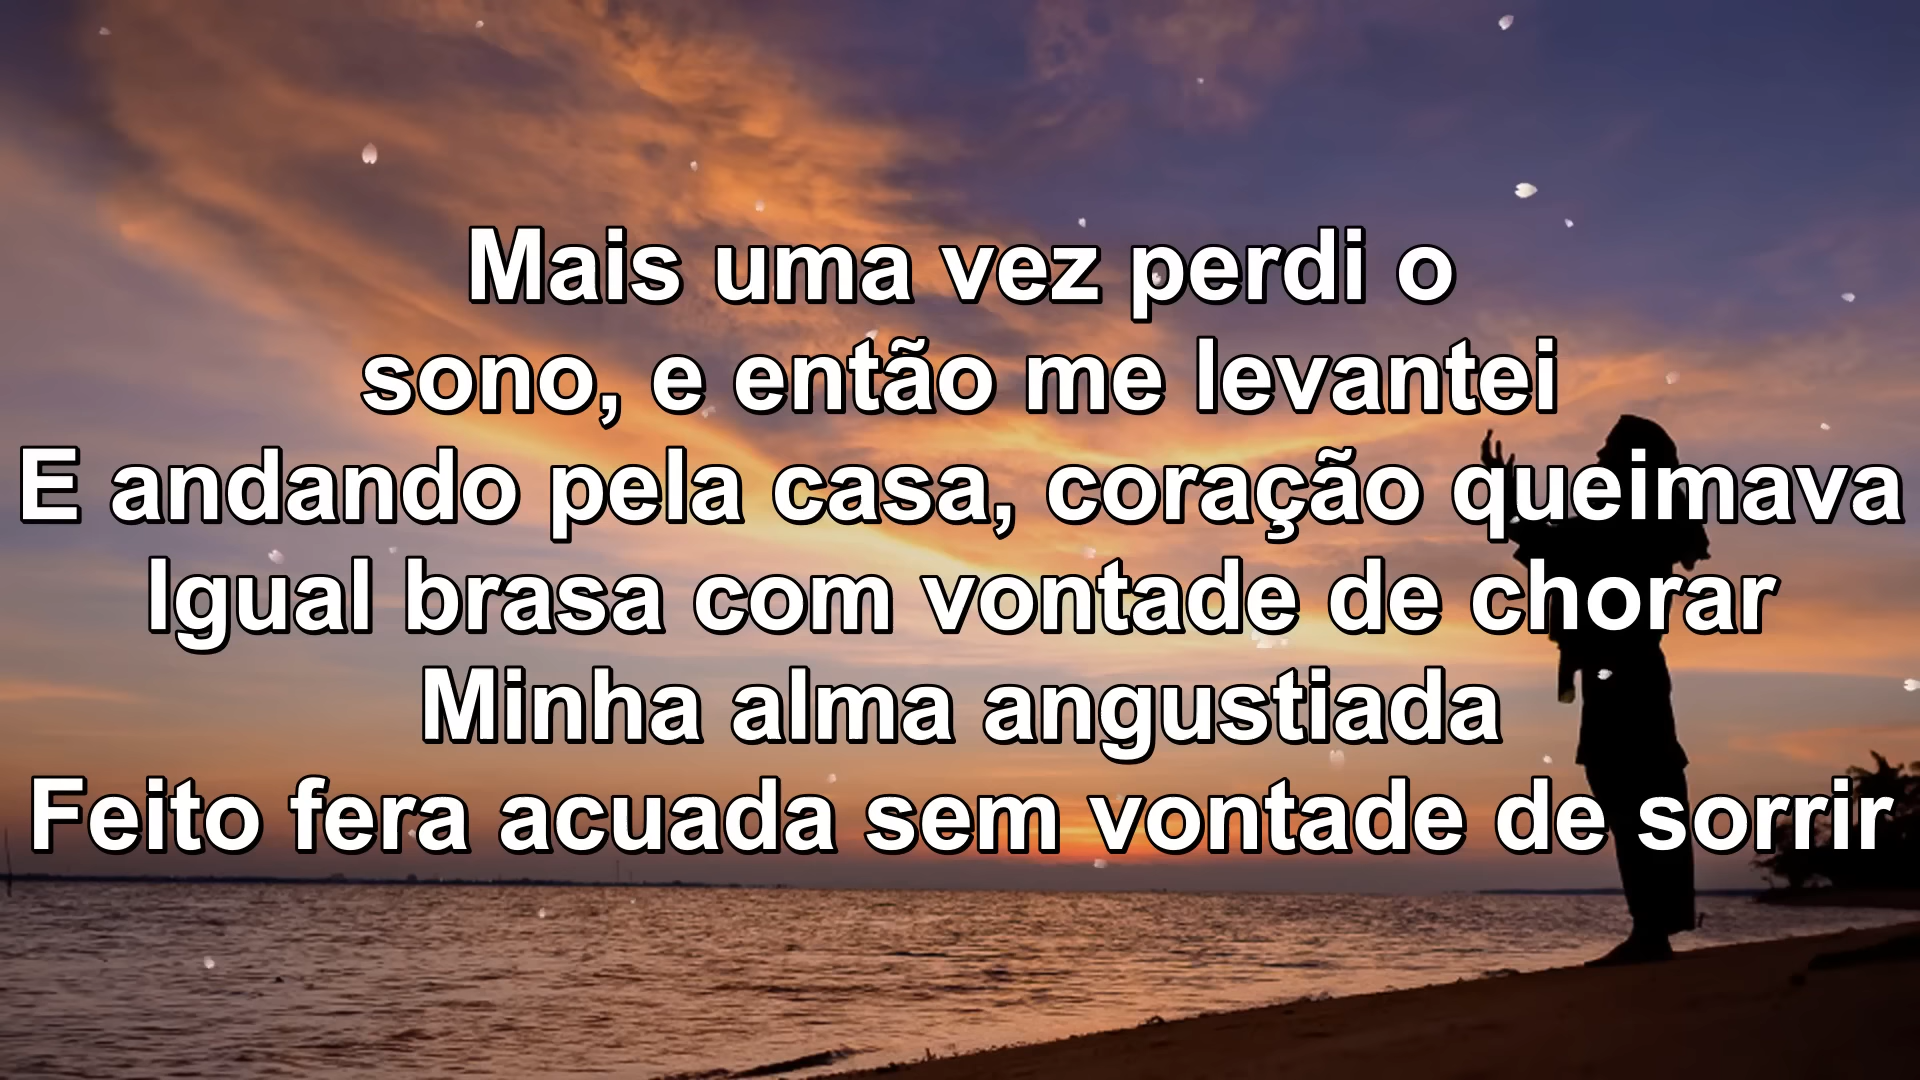 Mais uma vez perdi o
sono, e então me levantei
E andando pela casa, coração queimava
Igual brasa com vontade de chorar
Minha alma angustiada
Feito fera acuada sem vontade de sorrir